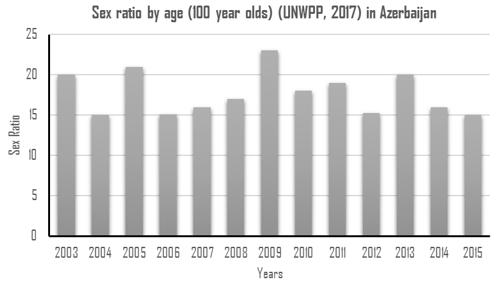 Sex ratio by age (100 year olds) (UNWPP, 2017) in Azerbaijan
25
20
15
10
5
0
Sex Ratio
2003 2004 2005 2006 2007 2008 2009 2010 2011 2012 2013 2014 2015
Years